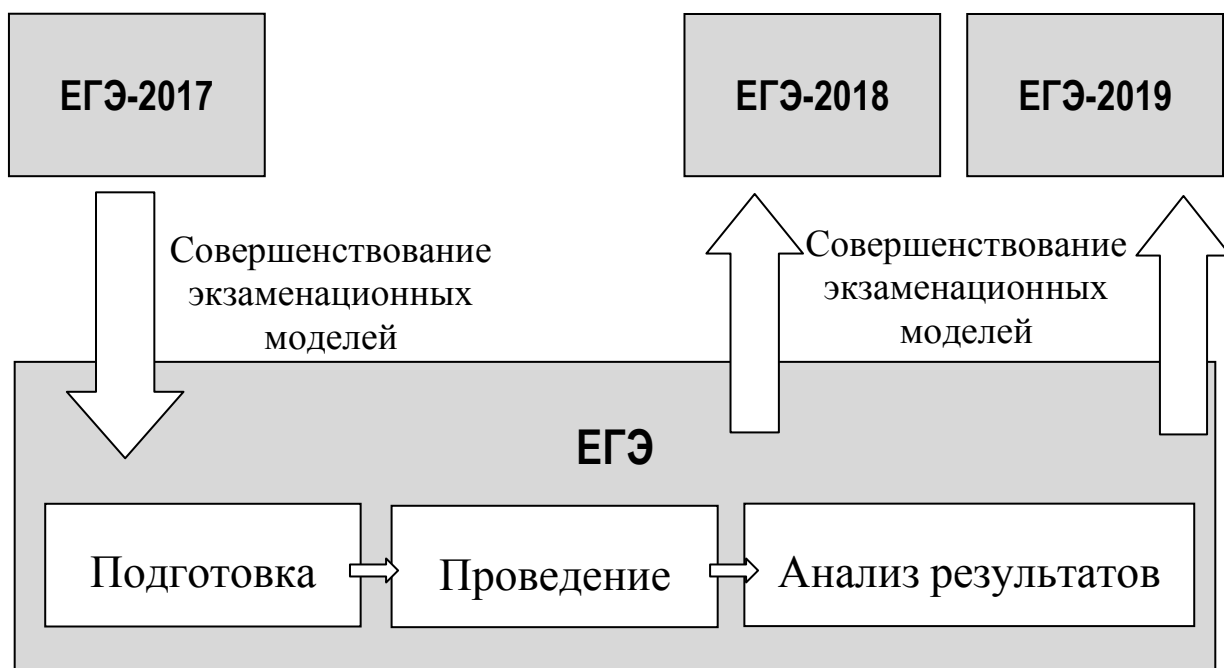 ЕГЭ-2017
ЕГЭ-2018
ЕГЭ-2019
Совершенствование
экзаменационных
моделей
Совершенствование
экзаменационных
моделей
ЕГЭ
Подготовка
Проведение
Анализ результатов